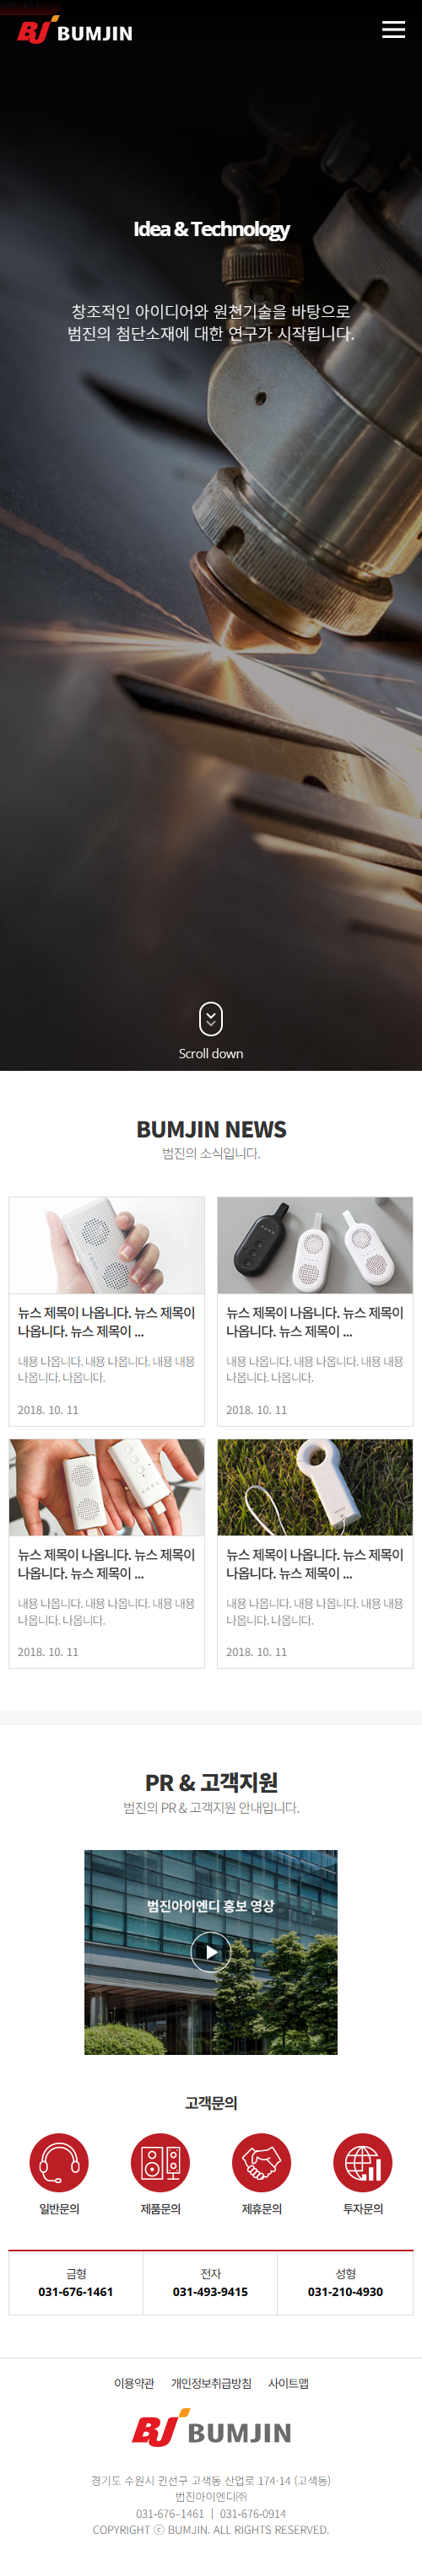 BUMJIN
Idea & Technology
창조적인 아이디어와 원천기술을 바탕으로
범진의 첨단소재에 대한 연구가 시작됩니다.
Scroll down
BUMJIN NEWS
범진의 소식입니다.
뉴스 제목이 나옵니다. 뉴스 제목이
나옵니다. 뉴스 제목이 ...
내용 나옵니다. 내용 나옵니다. 내용 내용
나옵니다. 나옵니다.
2018. 10. 11
뉴스 제목이 나옵니다. 뉴스 제목이
나옵니다. 뉴스 제목이 ...
내용 나옵니다. 내용 나옵니다. 내용 내용
나옵니다. 나옵니다.
2018. 10. 11
뉴스 제목이 나옵니다. 뉴스 제목이
나옵니다. 뉴스 제목이 ...
내용 나옵니다. 내용 나옵니다. 내용 내용
나옵니다. 나옵니다.
2018. 10. 11
뉴스 제목이 나옵니다. 뉴스 제목이
나옵니다. 뉴스 제목이 ...
내용 나옵니다. 내용 나옵니다. 내용 내용
나옵니다. 나옵니다.
2018. 10. 11
PR & 고객지원
범진의 PR & 고객지원 안내입니다.
범진아이엔디 홍보 영상
고객문의
일반문의 제품문의 제휴문의 투자문의
금형 전자 성형
031-676-1461 031-493-9415 031-210-4930
이용약관 개인정보취급방침 사이트맵
BUMJIN
경기도 수원시 권선구 고색동 산업로 174-14 (고색동)
범진아이엔디㈜
031-676-1461 | 031-676-0914
COPYRIGHT ⓒ BUMJIN. ALL RIGHTS RESERVED.